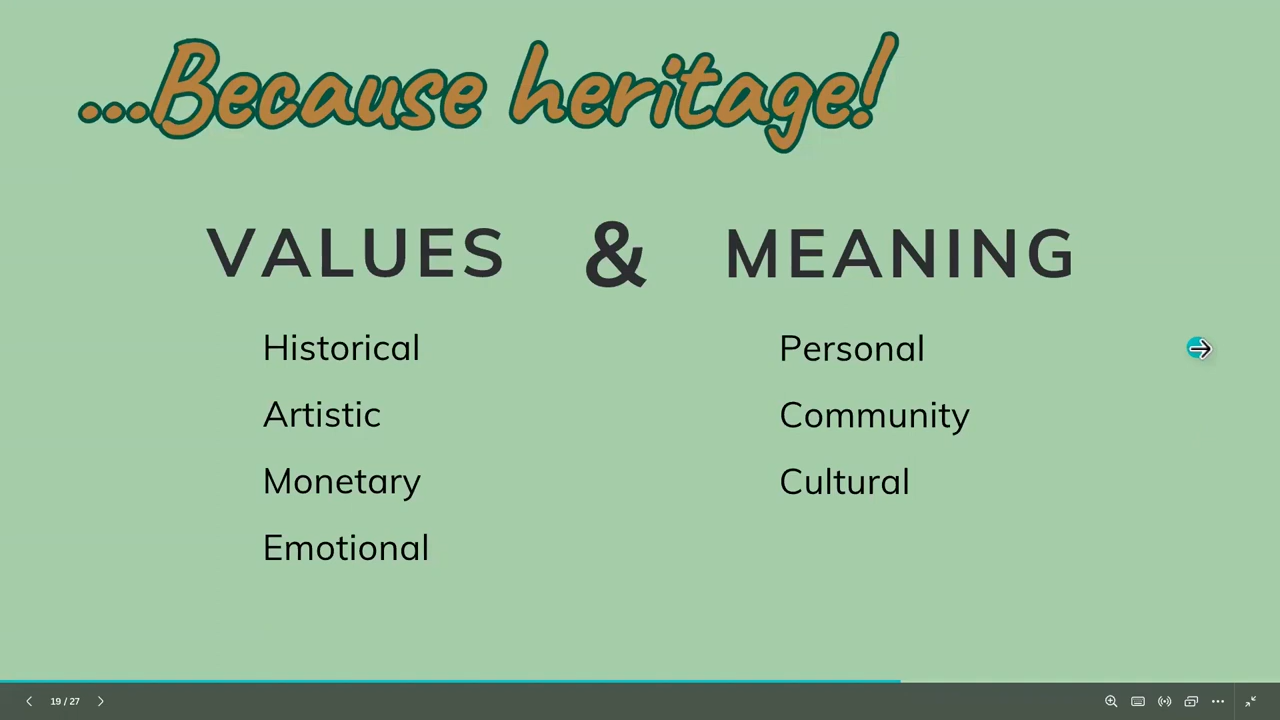 ...Because heritage!
VALUES & MEANING
Historical
Artistic
Monetary
Emotional
Personal
Community
Cultural
19 / 27